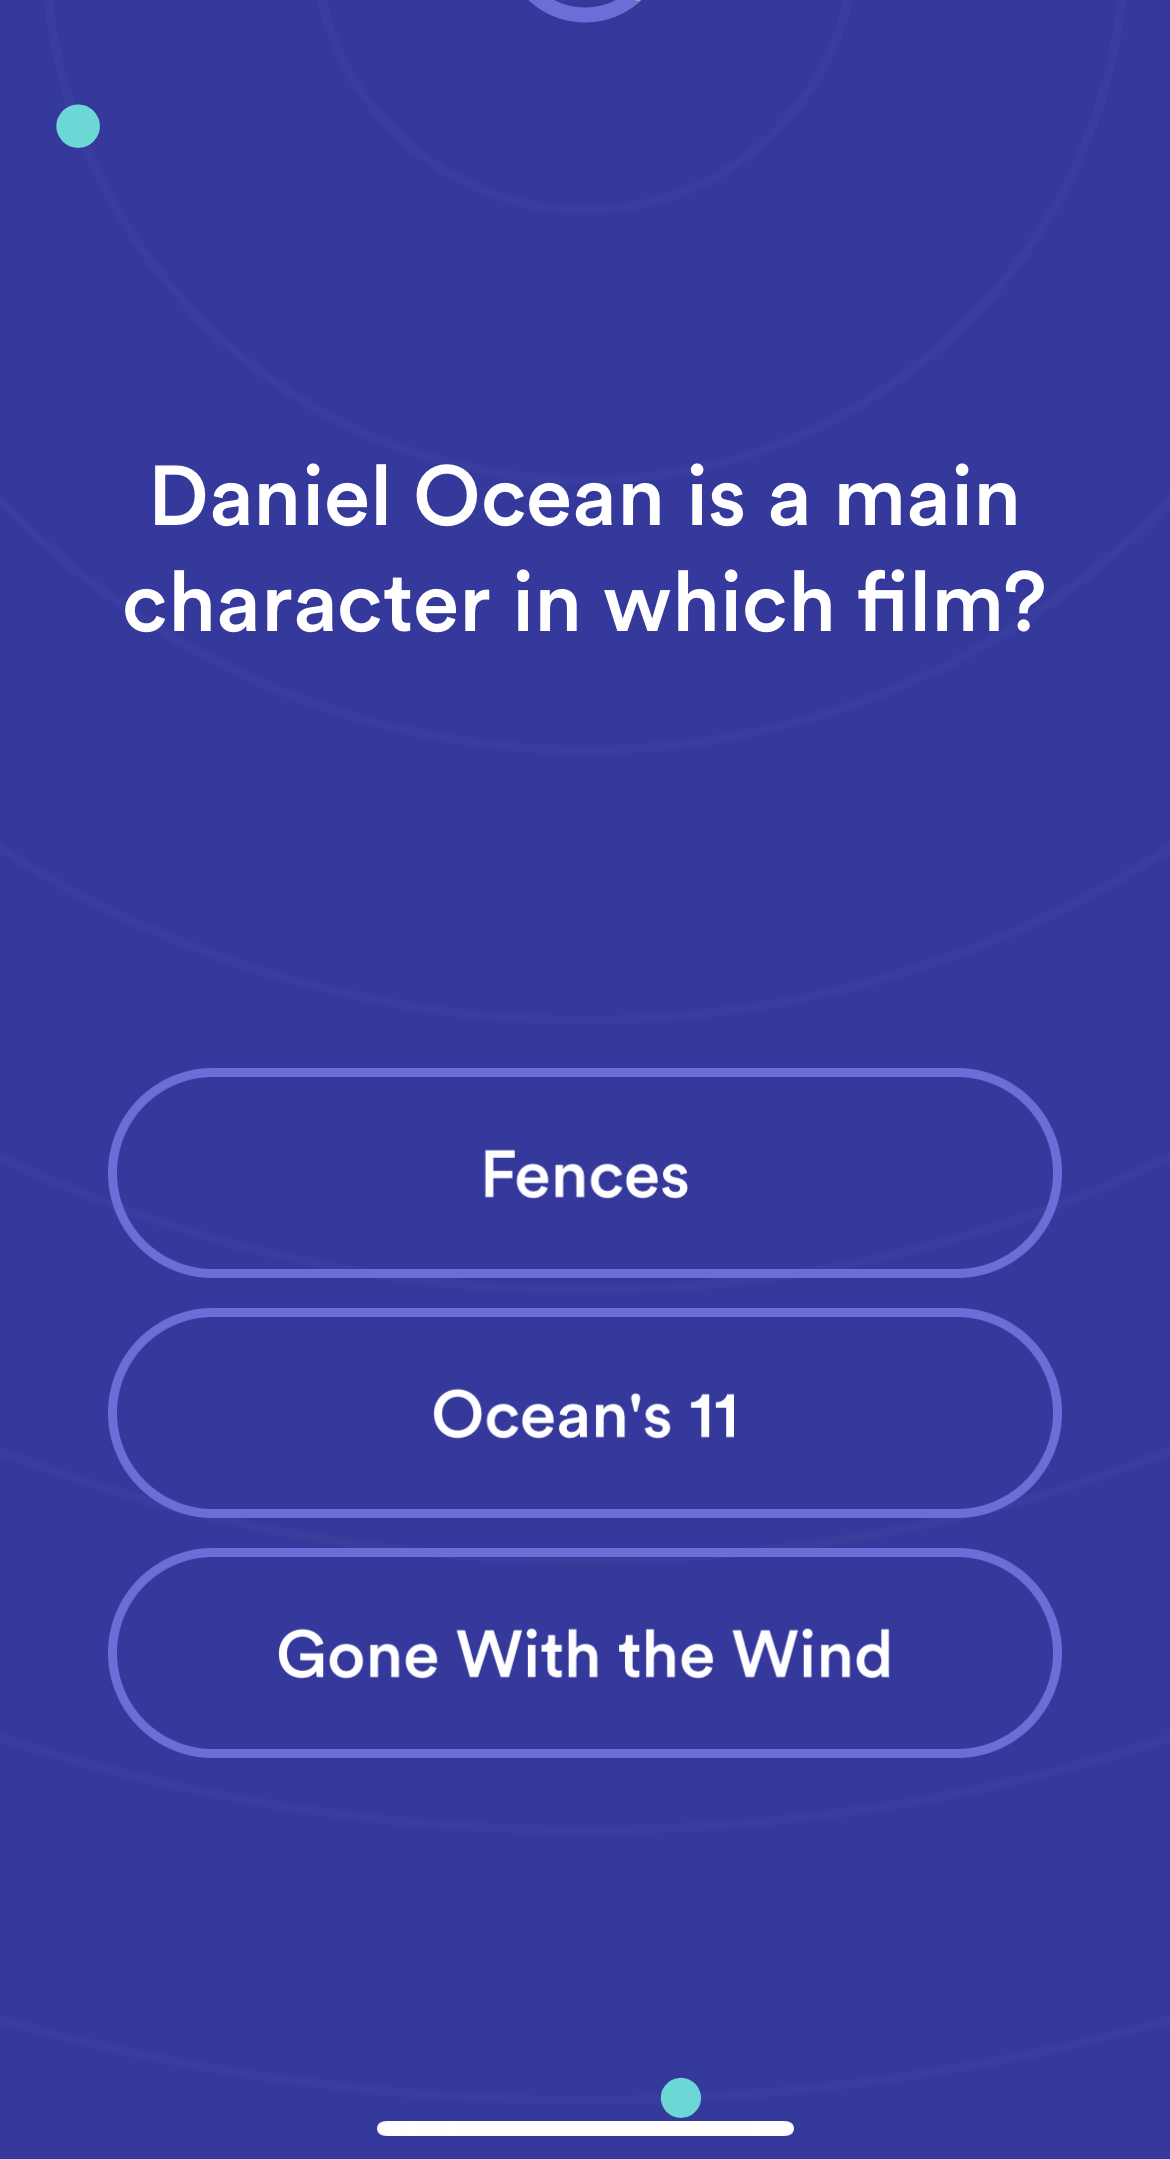 Daniel Ocean is a main
character in which film?
Fences
Ocean's 11
Gone With the Wind